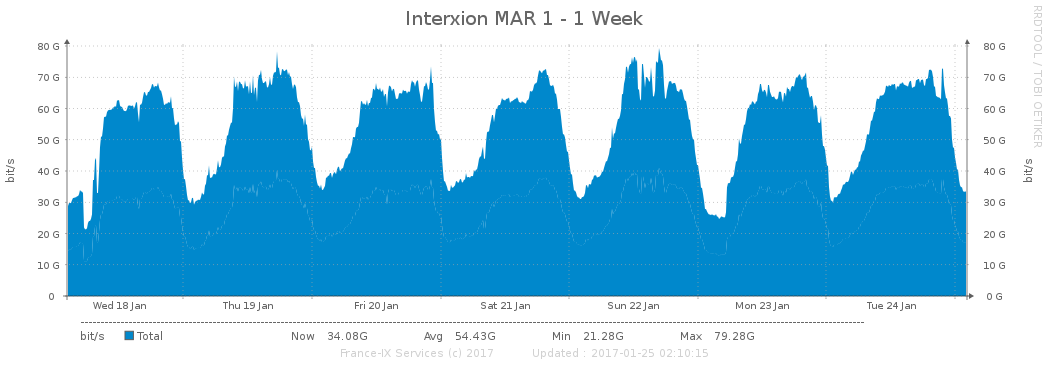 Interxion MAR 1 - 1 Week
RRDTOOL / TOBI OETIKER
80 G 80 G
70 G 70 G
60 G 60 G
50 G 50 G
40 G 40 G
30 G 30 G
20 G 20 G
10 G 10 G
0 0 G
bit/s bit/s
Wed 18 Jan Thu 19 Jan Fri 20 Jan Sat 21 Jan Sun 22 Jan Mon 23 Jan Tue 24 Jan
bit/s Total Now 34.08G Avg 54.43G Min 21.28G Max 79.28G
France-IX Services (c) 2017 Updated : 2017-01-25 02:10:15